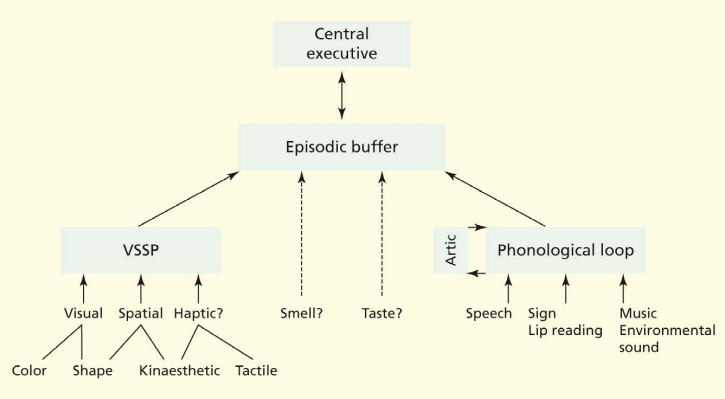 Central
executive
Episodic buffer
VSSP
Artic
Phonological loop
Visual
Spatial
Haptic?
Smell?
Taste?
Speech
Sign
Lip reading
Music
Environmental
sound
Color
Shape
Kinaesthetic
Tactile